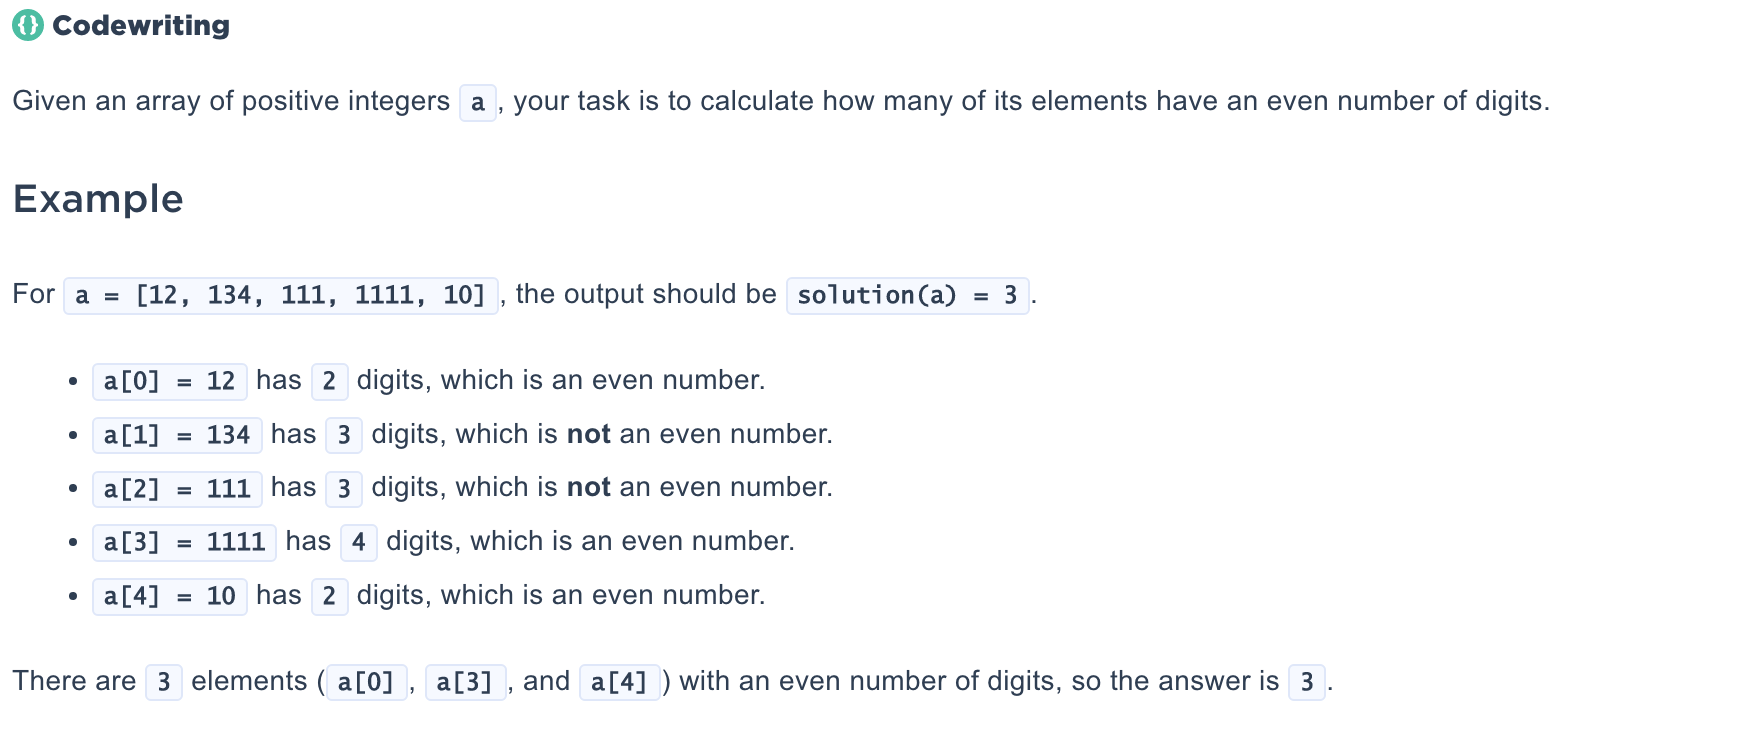 {} Codewriting
Given an array of positive integers a, your task is to calculate how many of its elements have an even number of digits.
Example
For a = [12, 134, 111, 1111, 10], the output should be solution(a) = 3.
• a[0] = 12 has 2 digits, which is an even number.
• a[1] = 134 has 3 digits, which is not an even number.
• a[2] = 111 has 3 digits, which is not an even number.
• a[3] = 1111 has 4 digits, which is an even number.
• a[4] = 10 has 2 digits, which is an even number.
There are 3 elements (a[0], a[3], and a[4]) with an even number of digits, so the answer is 3.